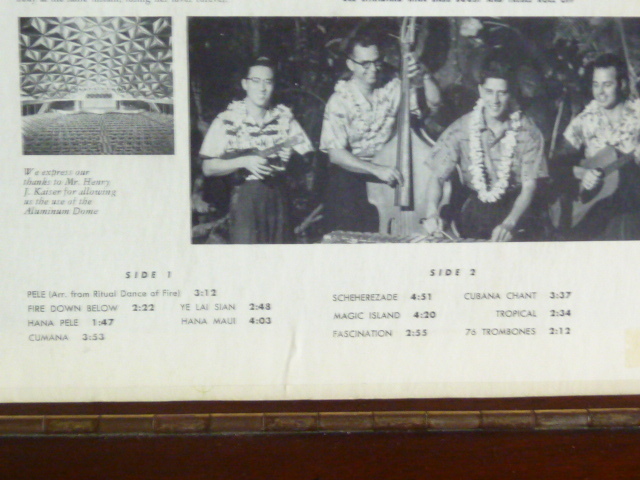 We express our
thanks to Mr. Henry
J. Kaiser for allowing
us the use of the
Aluminum Dome
SIDE 1
PELE (Arr. from Ritual Dance of Fire) 3:12
FIRE DOWN BELOW 2:22
HANA PELE 1:47
CUMANA 3:53
YE LAI SIAN 2:48
HANA MAUI 4:03
SIDE 2
SCHEHEREZADE 4:51
MAGIC ISLAND 4:20
FASCINATION 2:55
CUBANA CHANT 3:37
TROPICAL 2:34
76 TROMBONES 2:12